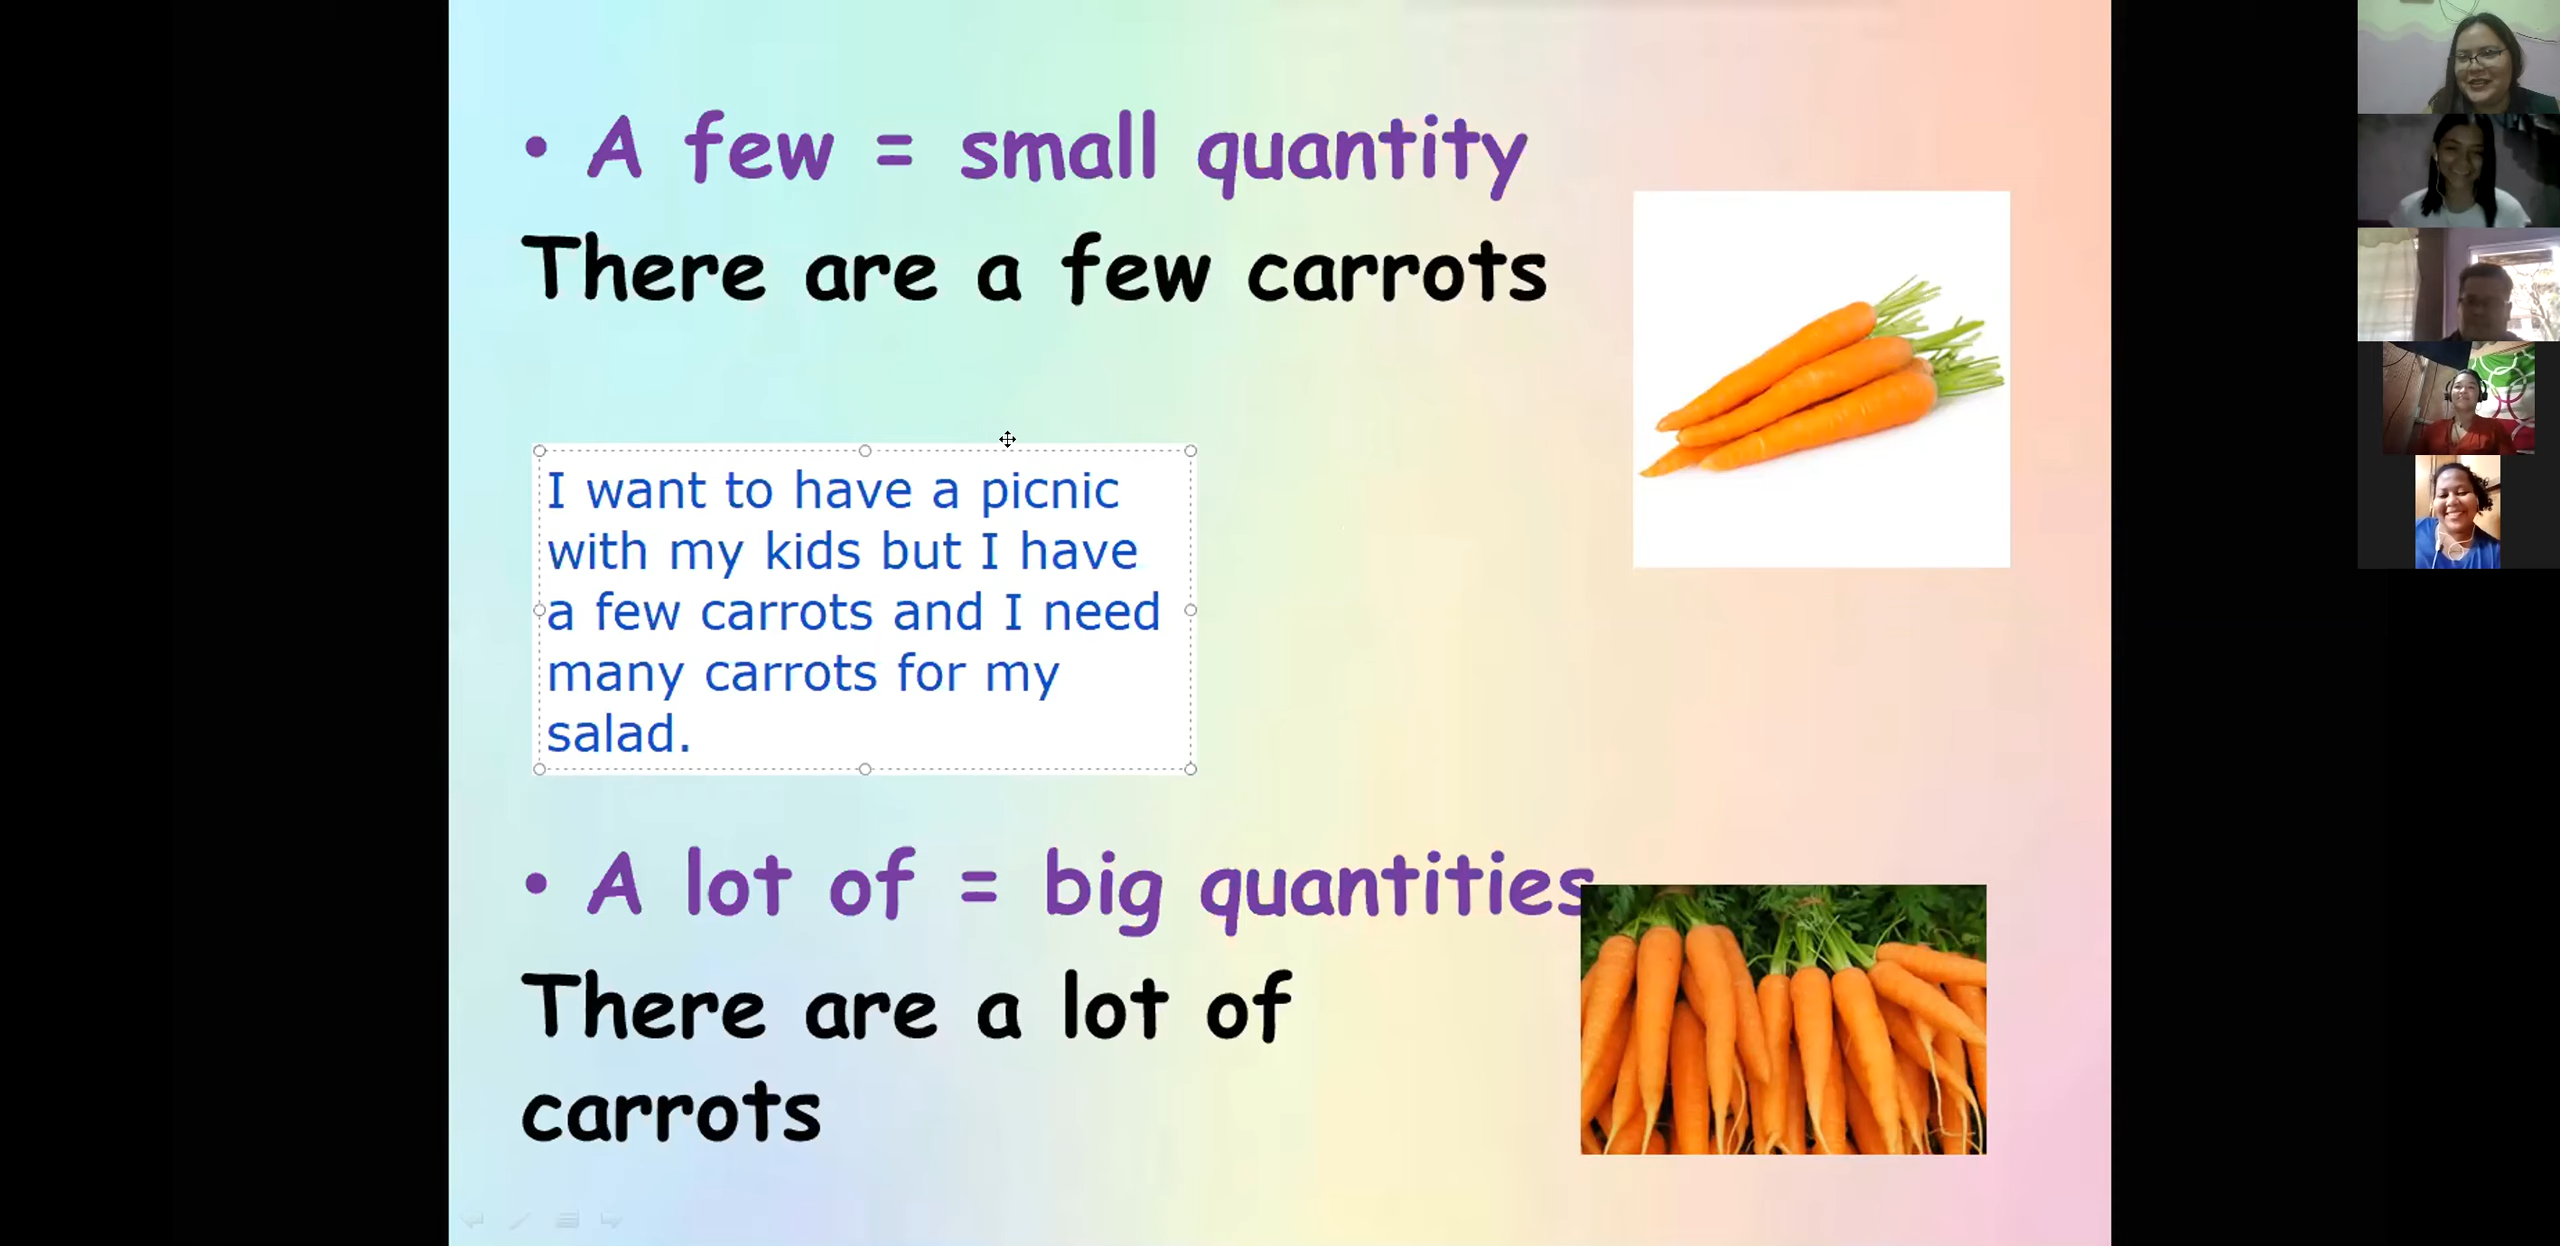 • A few = small quantity
There are a few carrots
I want to have a picnic
with my kids but I have
a few carrots and I need
many carrots for my
salad.
• A lot of = big quantities
There are a lot of
carrots